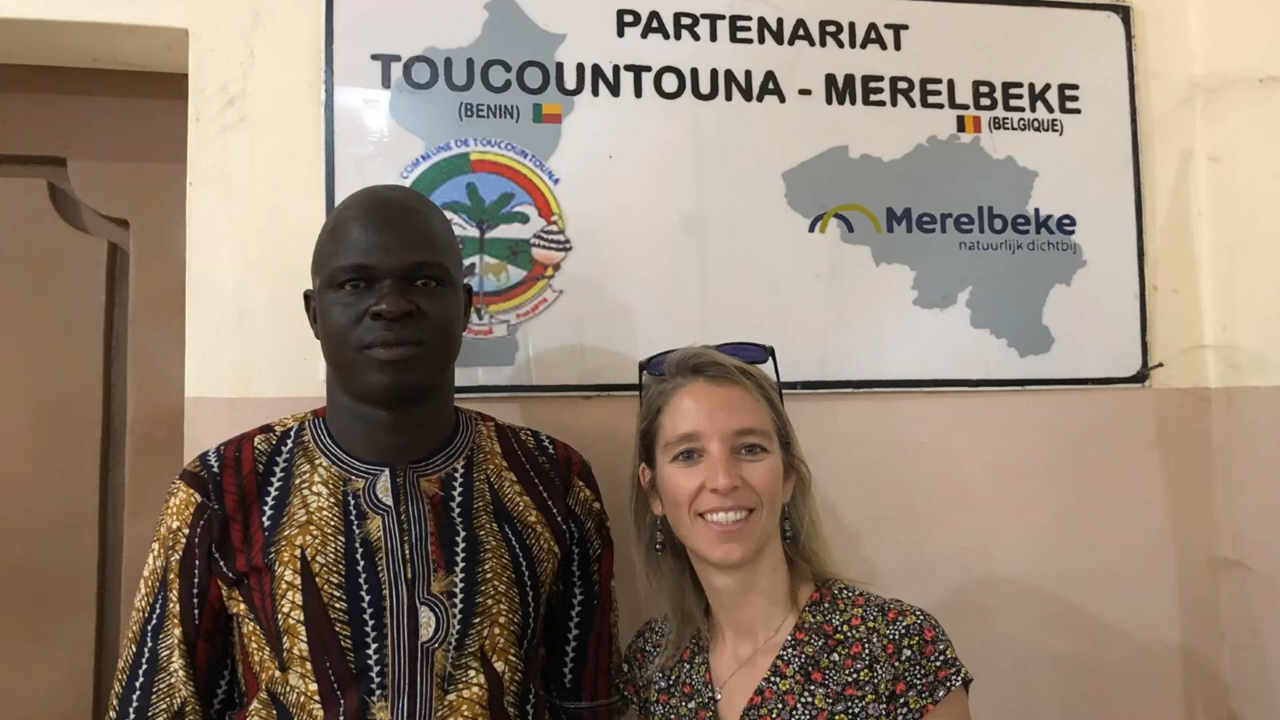 PARTENARIAT
TOUCOUNTOUNA - MERELBEKE
(BENIN)
(BELGIQUE)
COMMUNE DE TOUCOUNTOUNA
Merelbeke
natuurlijk dichtbij